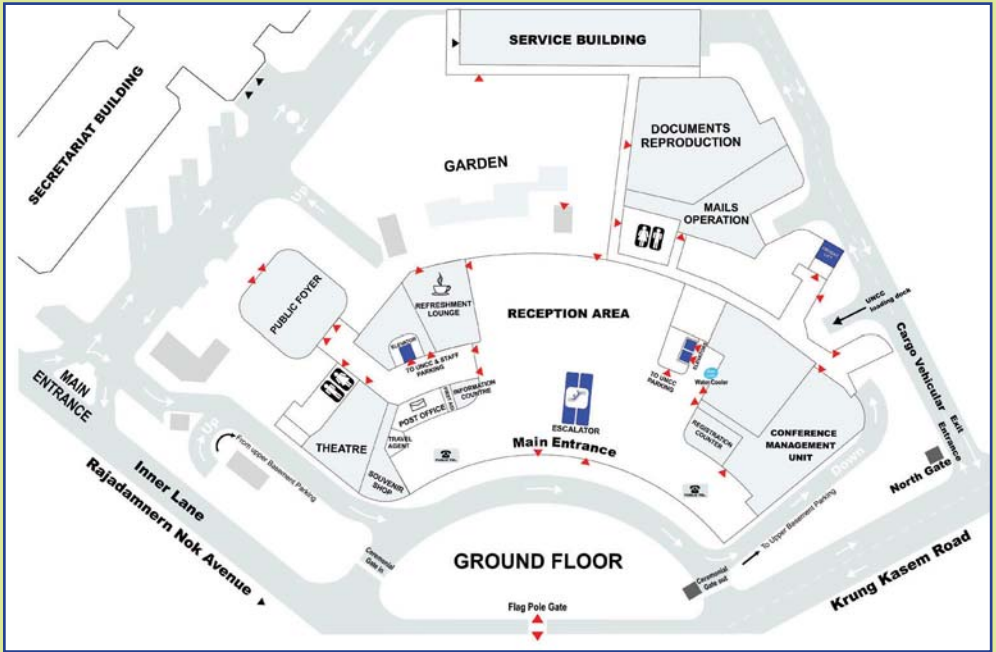 SERVICE BUILDING
SECRETARIAT BUILDING
DOCUMENTS
REPRODUCTION
GARDEN
MAILS
OPERATION
Up
PUBLIC FOYER
REFRESHMENT
LOUNGE
RECEPTION AREA
UNCC
loading dock
ELEVATOR
TO UNCC & STAFF
PARKING
TO UNCC
PARKING
Water Cooler
Cargo Vehicular
Exit
Entrance
MAIN
ENTRANCE
POST OFFICE
INFORMATION
COUNTRE
ESCALATOR
REGISTRATION
COUNTER
CONFERENCE
MANAGEMENT
UNIT
THEATRE
TRAVEL
AGENT
Main Entrance
Up
From upper Basement Parking
SOUVENIR
SHOP
PUBLIC TEL.
PUBLIC TEL.
Down
North Gate
Inner Lane
Rajadamnern Nok Avenue
To Upper Basement Parking
Ceremonial
Gate in
GROUND FLOOR
Ceremonial
Gate out
Krung Kasem Road
Flag Pole Gate